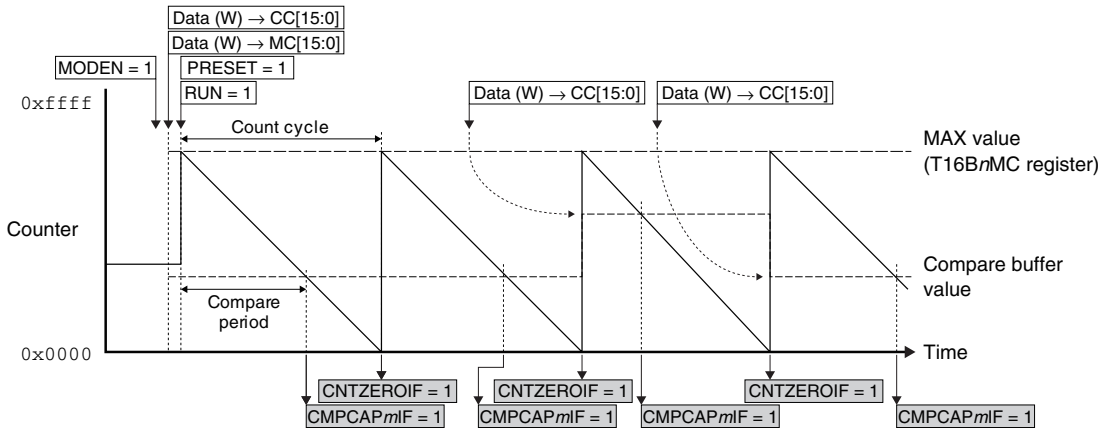 Data (W) → CC[15:0]
Data (W) → MC[15:0]
MODEN = 1
PRESET = 1
RUN = 1
Data (W) → CC[15:0]
Data (W) → CC[15:0]
0xffff
Count cycle
MAX value
(T16BnMC register)
Counter
Compare buffer
value
Compare
period
0x0000
Time
CNTZEROIF = 1
CNTZEROIF = 1
CNTZEROIF = 1
CMPCAPmIF = 1
CMPCAPmIF = 1
CMPCAPmIF = 1
CMPCAPmIF = 1